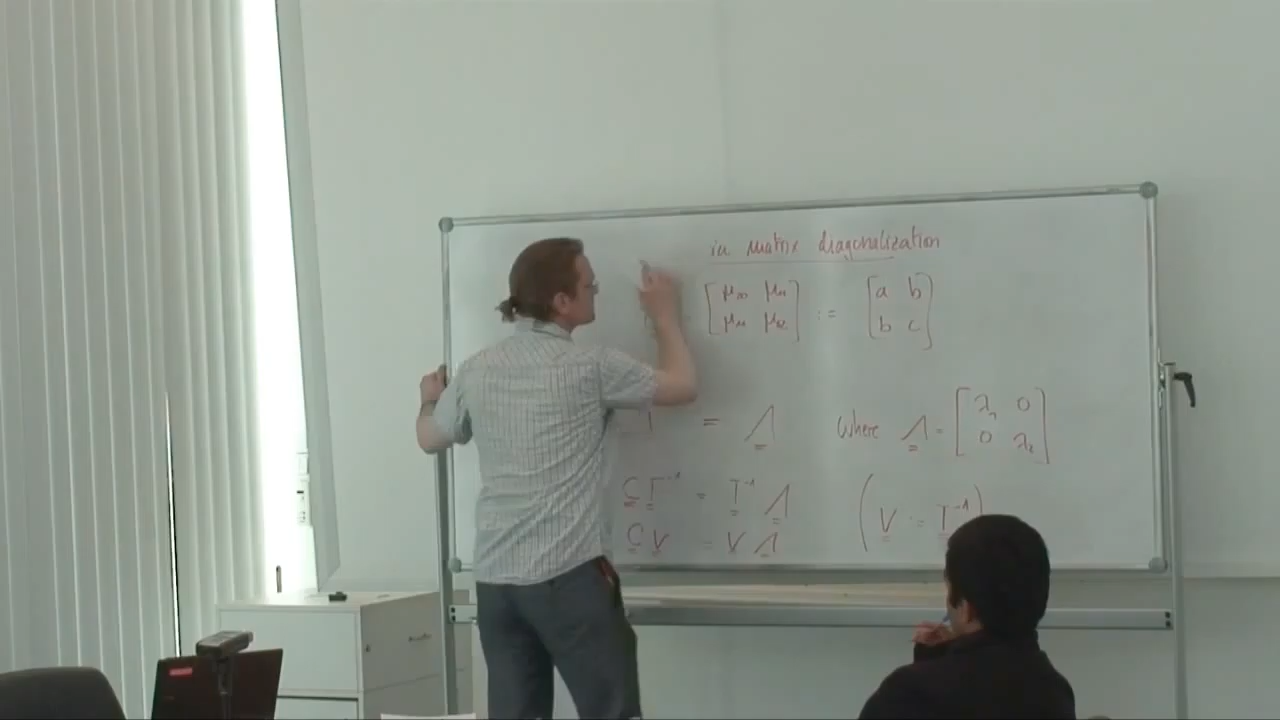 via matrix diagonalization
[μ₂₀ μ₁₁; μ₁₁ μ₀₂] := [a b; b c]
= Λ where Λ = [λ₁ 0; 0 λ₂]
C T⁻¹ = T⁻¹ Λ (V := T⁻¹)
C V = V Λ